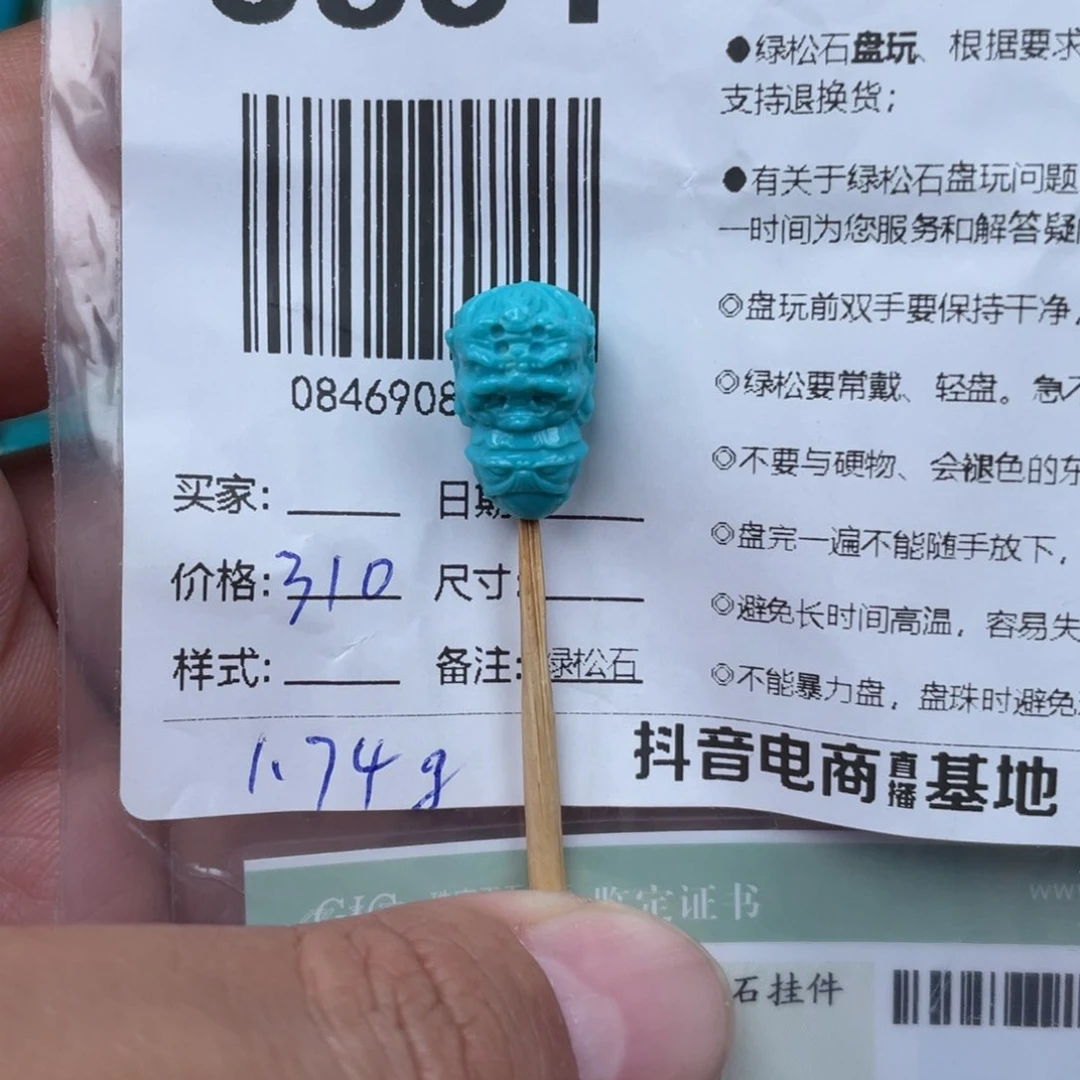 0846908
买家:
日期
价格:310
尺寸:
样式:
备注:绿松石
1.74g
抖音电商直播基地
●绿松石盘玩、根据要求
支持退换货;
●有关于绿松石盘玩问题
一时间为您服务和解答疑
◎盘玩前双手要保持干净,
◎绿松要常戴、轻盘。急不
◎不要与硬物、会褪色的东
◎盘完一遍不能随手放下,
◎避免长时间高温,容易失
◎不能暴力盘,盘珠时避免
GIC
鉴定证书
www
石挂件